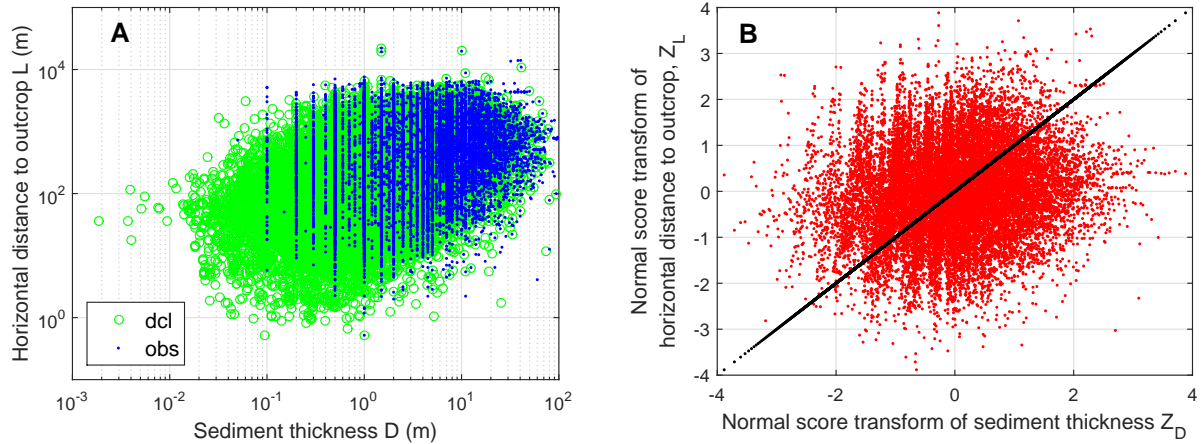 A
Horizontal distance to outcrop L (m)
10^4
10^2
10^0
dcl
obs
10^-3
10^-2
10^-1
10^0
10^1
10^2
Sediment thickness D (m)
B
Normal score transform of
horizontal distance to outcrop, Z_L
4
3
2
1
0
-1
-2
-3
-4
-4
-2
0
2
4
Normal score transform of sediment thickness Z_D